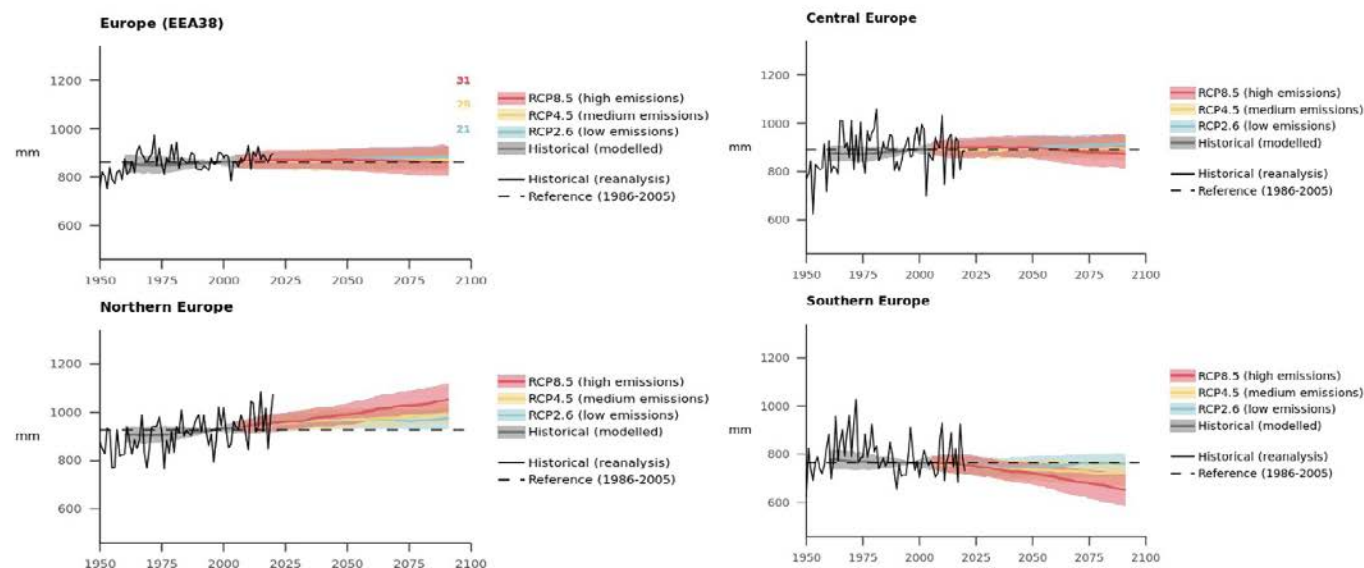 Europe (EEA38)
1200
1000
mm
800
600
1950 1975 2000 2025 2050 2075 2100
31
28
21
RCP8.5 (high emissions)
RCP4.5 (medium emissions)
RCP2.6 (low emissions)
Historical (modelled)
Historical (reanalysis)
Reference (1986-2005)
Central Europe
1200
1000
mm
800
600
1950 1975 2000 2025 2050 2075 2100
RCP8.5 (high emissions)
RCP4.5 (medium emissions)
RCP2.6 (low emissions)
Historical (modelled)
Historical (reanalysis)
Reference (1986-2005)
Northern Europe
1200
1000
mm
800
600
1950 1975 2000 2025 2050 2075 2100
RCP8.5 (high emissions)
RCP4.5 (medium emissions)
RCP2.6 (low emissions)
Historical (modelled)
Historical (reanalysis)
Reference (1986-2005)
Southern Europe
1200
1000
mm
800
600
1950 1975 2000 2025 2050 2075 2100
RCP8.5 (high emissions)
RCP4.5 (medium emissions)
RCP2.6 (low emissions)
Historical (modelled)
Historical (reanalysis)
Reference (1986-2005)